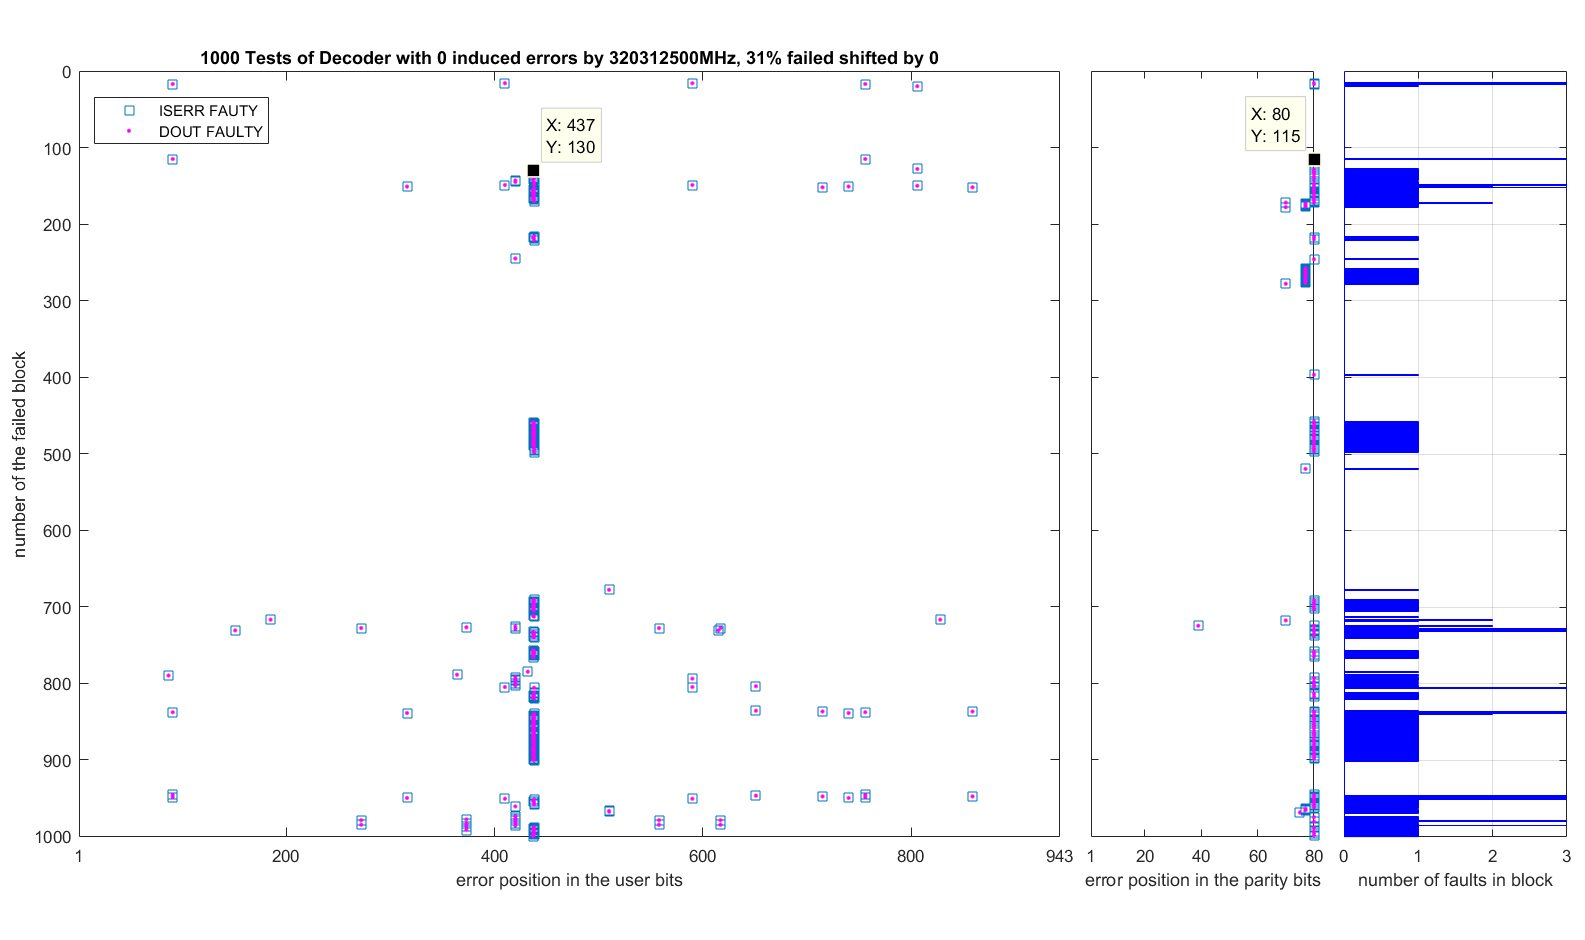 1000 Tests of Decoder with 0 induced errors by 320312500MHz, 31% failed shifted by 0
ISERR FAUTY
DOUT FAULTY
X: 437
Y: 130
X: 80
Y: 115
number of the failed block
0
100
200
300
400
500
600
700
800
900
1000
1 200 400 600 800 943
error position in the user bits
1 20 40 60 80
error position in the parity bits
0 1 2 3
number of faults in block